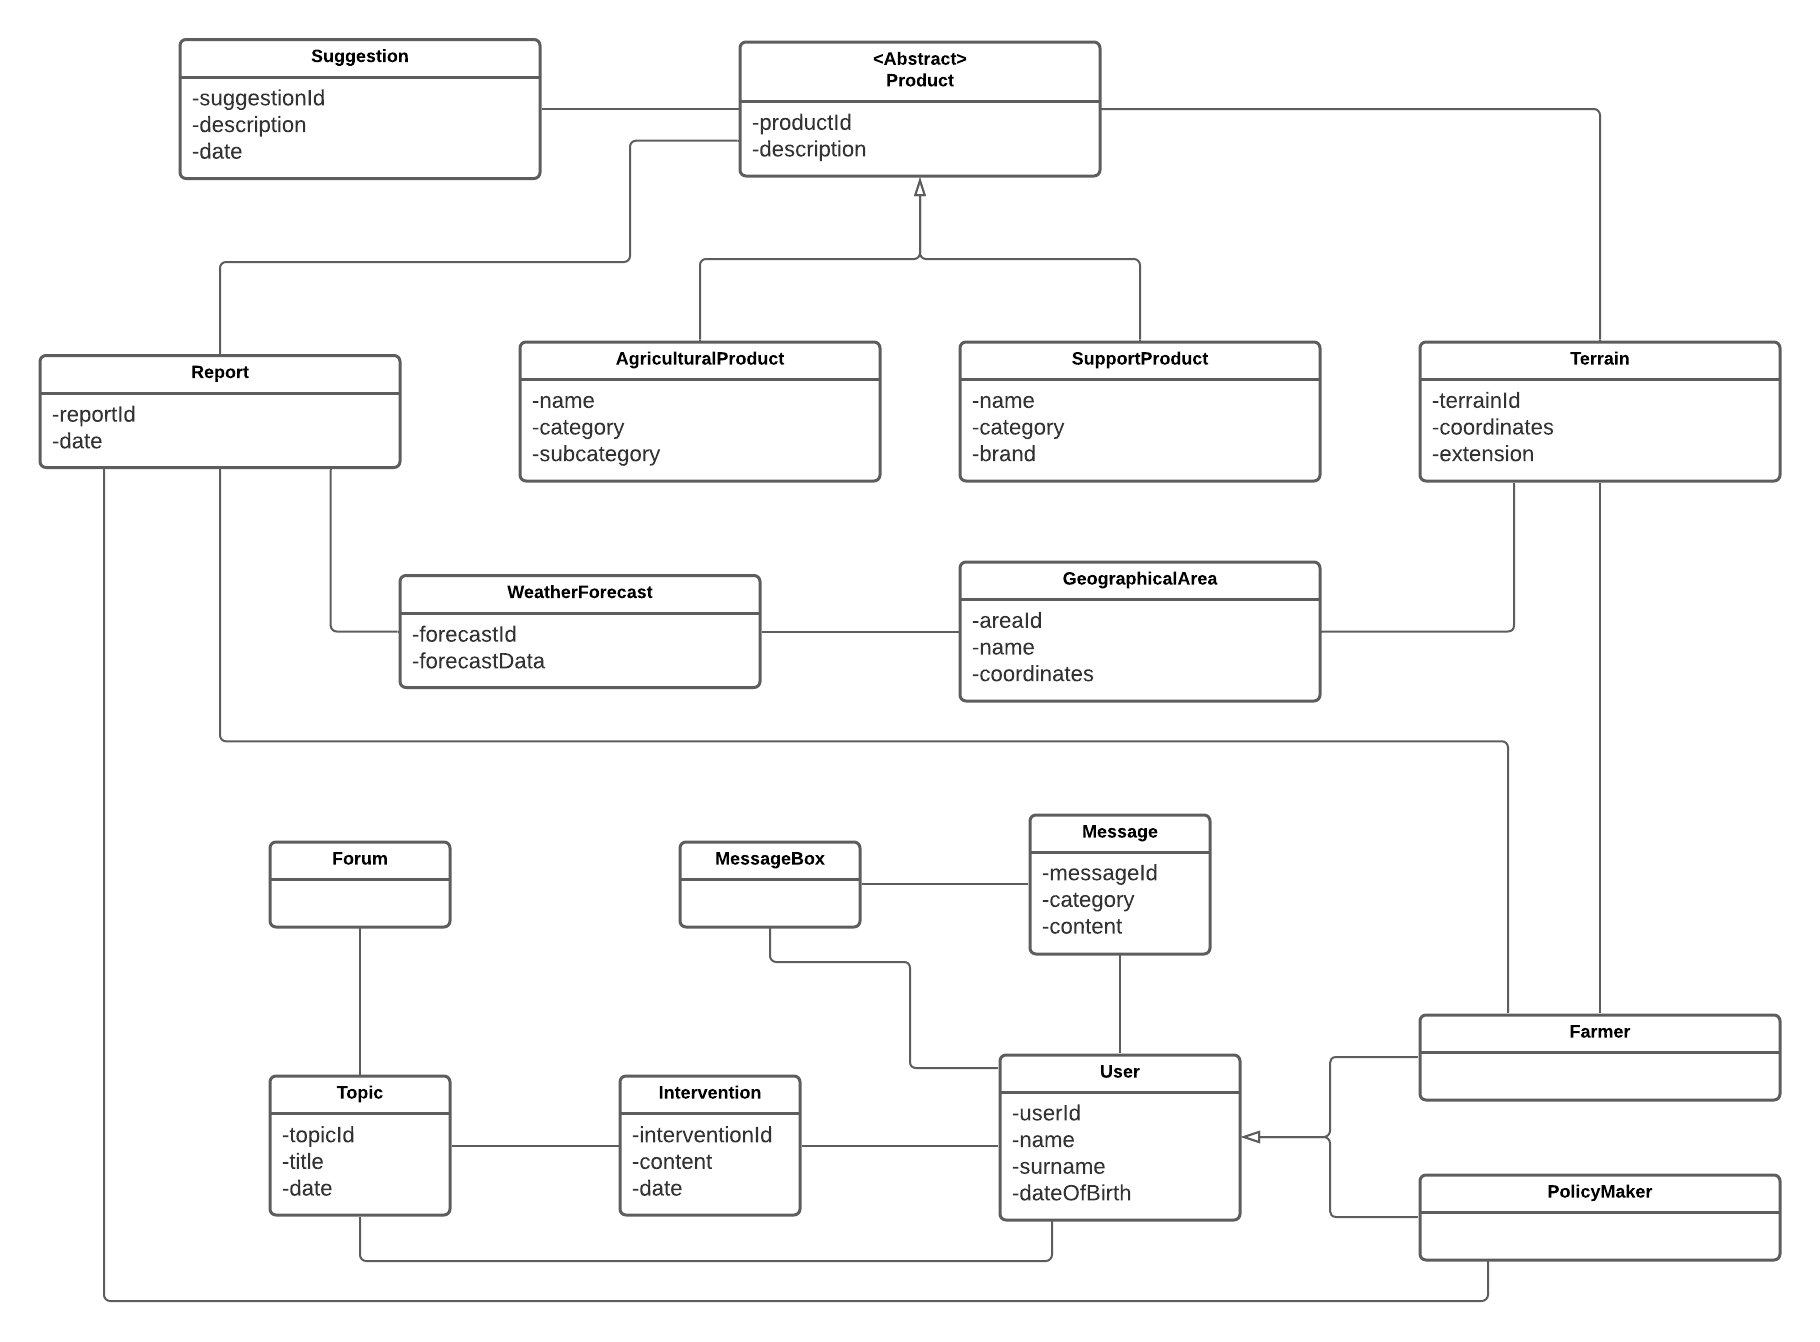 Suggestion
-suggestionId
-description
-date
<Abstract>
Product
-productId
-description
Report
-reportId
-date
AgriculturalProduct
-name
-category
-subcategory
SupportProduct
-name
-category
-brand
Terrain
-terrainId
-coordinates
-extension
WeatherForecast
-forecastId
-forecastData
GeographicalArea
-areaId
-name
-coordinates
Forum
MessageBox
Message
-messageId
-category
-content
Topic
-topicId
-title
-date
Intervention
-interventionId
-content
-date
User
-userId
-name
-surname
-dateOfBirth
Farmer
PolicyMaker